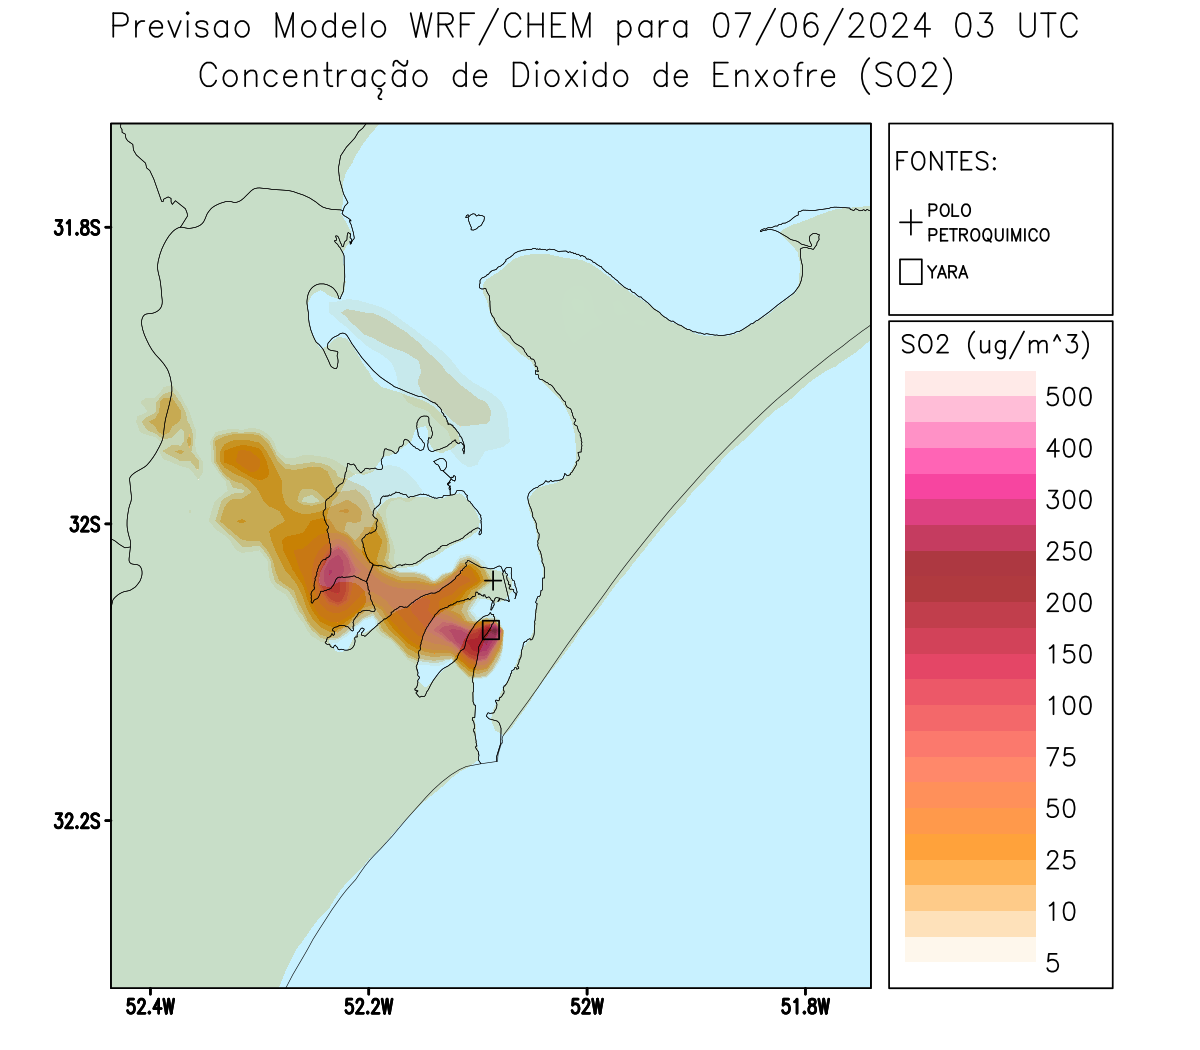 Previsao Modelo WRF/CHEM para 07/06/2024 03 UTC
Concentração de Dioxido de Enxofre (SO2)
FONTES:
POLO
PETROQUIMICO
YARA
31.8S
32S
32.2S
52.4W
52.2W
52W
51.8W
SO2 (ug/m^3)
500
400
300
250
200
150
100
75
50
25
10
5